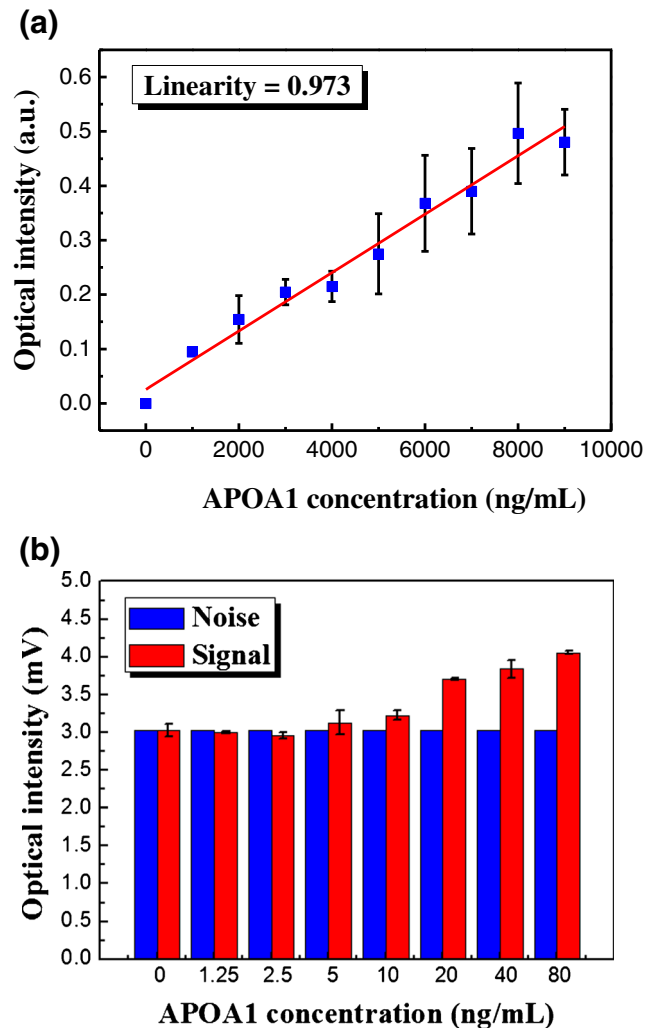 (a)
Linearity = 0.973
Optical intensity (a.u.)
0.6
0.5
0.4
0.3
0.2
0.1
0.0
0 2000 4000 6000 8000 10000
APOA1 concentration (ng/mL)
(b)
Noise
Signal
Optical intensity (mV)
5.0
4.5
4.0
3.5
3.0
2.5
2.0
1.5
1.0
0.5
0.0
0 1.25 2.5 5 10 20 40 80
APOA1 concentration (ng/mL)